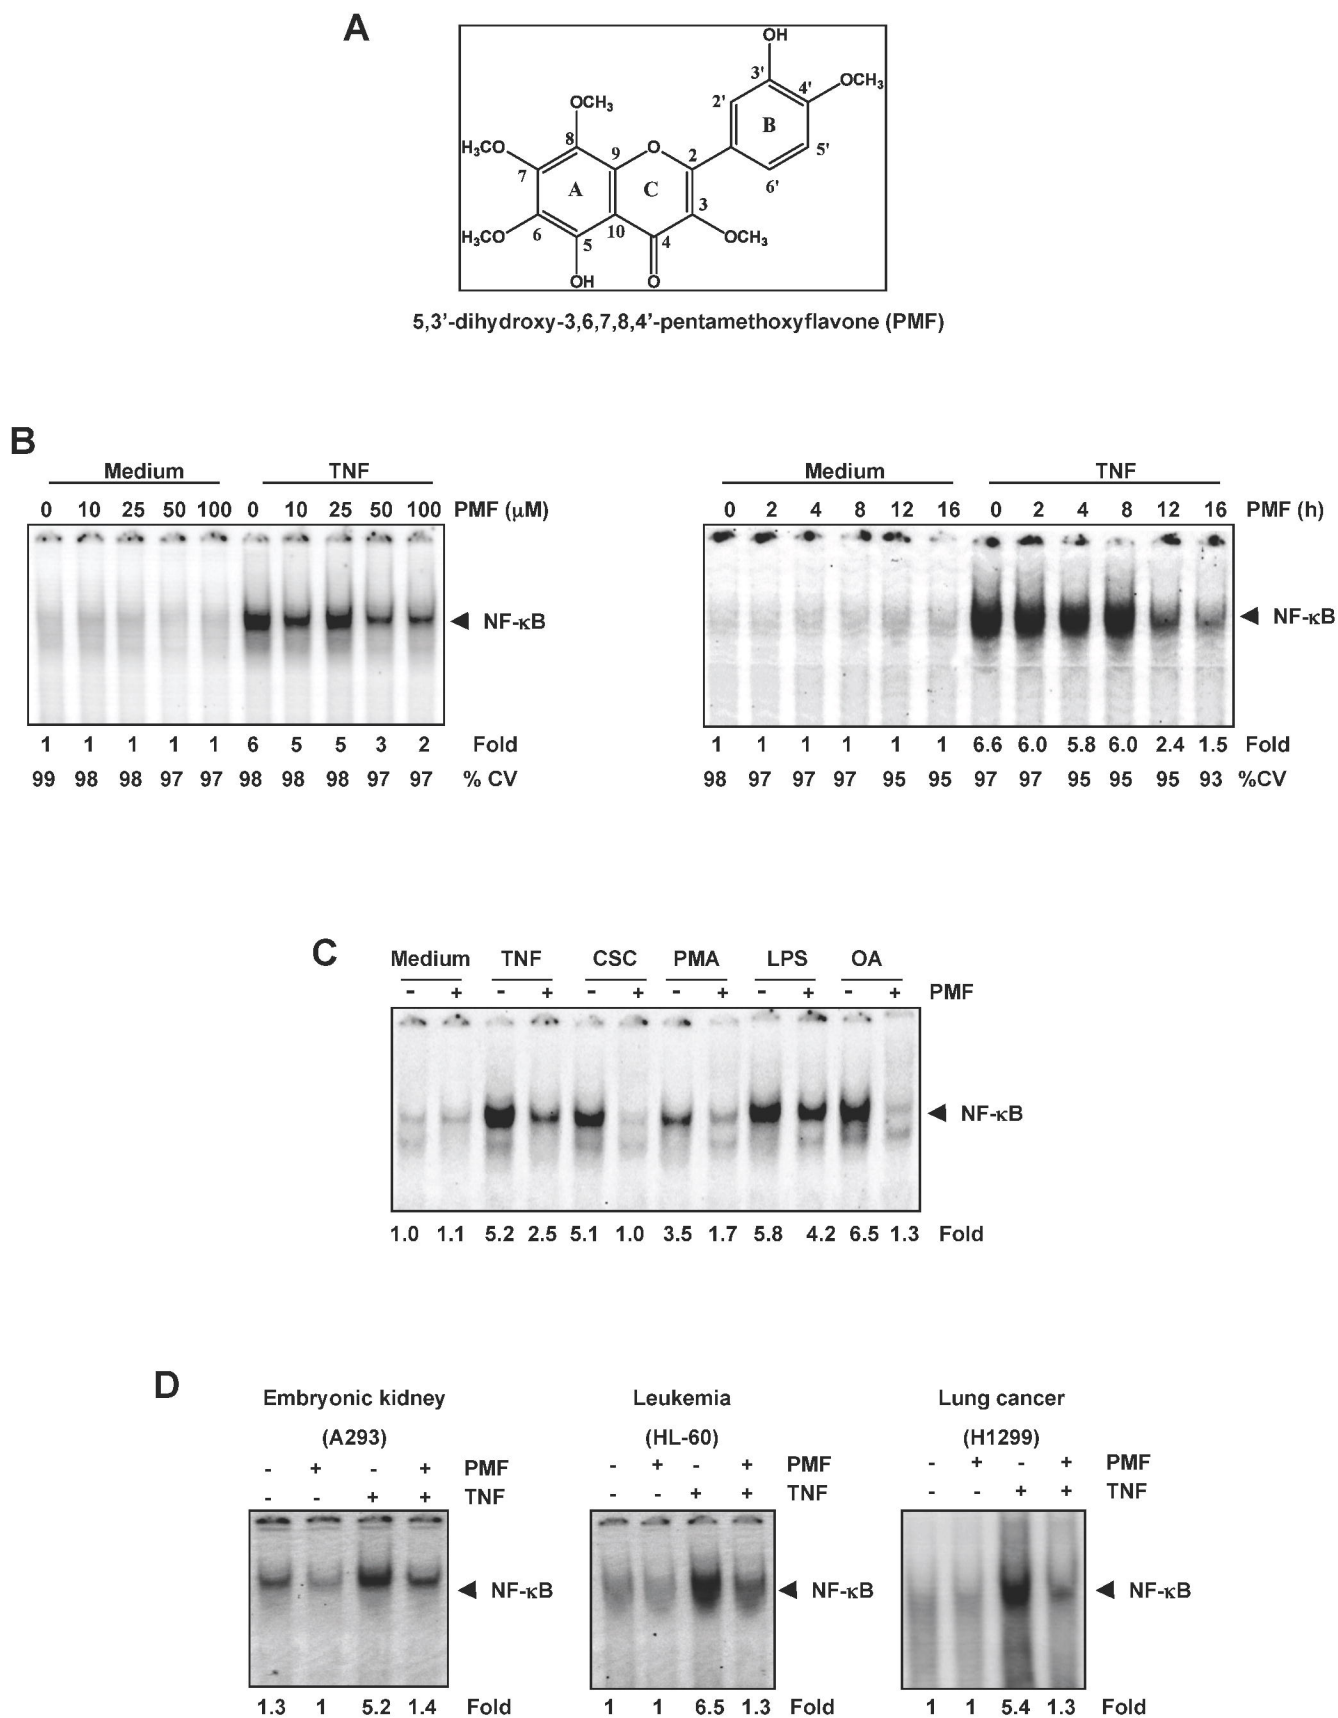 A
OH
3'
4'
OCH3
2'
B
5'
6'
OCH3
8
H3CO
7
9
O
2
A
C
3
H3CO
6
5
10
4
OCH3
OH
O
5,3'-dihydroxy-3,6,7,8,4'-pentamethoxyflavone (PMF)
B
Medium TNF
0 10 25 50 100 0 10 25 50 100 PMF (μM)
NF-κB
1 1 1 1 1 6 5 5 3 2 Fold
99 98 98 97 97 98 98 98 97 97 % CV
Medium TNF
0 2 4 8 12 16 0 2 4 8 12 16 PMF (h)
NF-κB
1 1 1 1 1 1 6.6 6.0 5.8 6.0 2.4 1.5 Fold
98 97 97 97 95 95 97 97 95 95 95 93 %CV
C
Medium TNF CSC PMA LPS OA
- + - + - + - + - + - + PMF
NF-κB
1.0 1.1 5.2 2.5 5.1 1.0 3.5 1.7 5.8 4.2 6.5 1.3 Fold
D
Embryonic kidney
(A293)
- + - + PMF
- - + + TNF
NF-κB
1.3 1 5.2 1.4 Fold
Leukemia
(HL-60)
- + - + PMF
- - + + TNF
NF-κB
1 1 6.5 1.3 Fold
Lung cancer
(H1299)
- + - + PMF
- - + + TNF
NF-κB
1 1 5.4 1.3 Fold